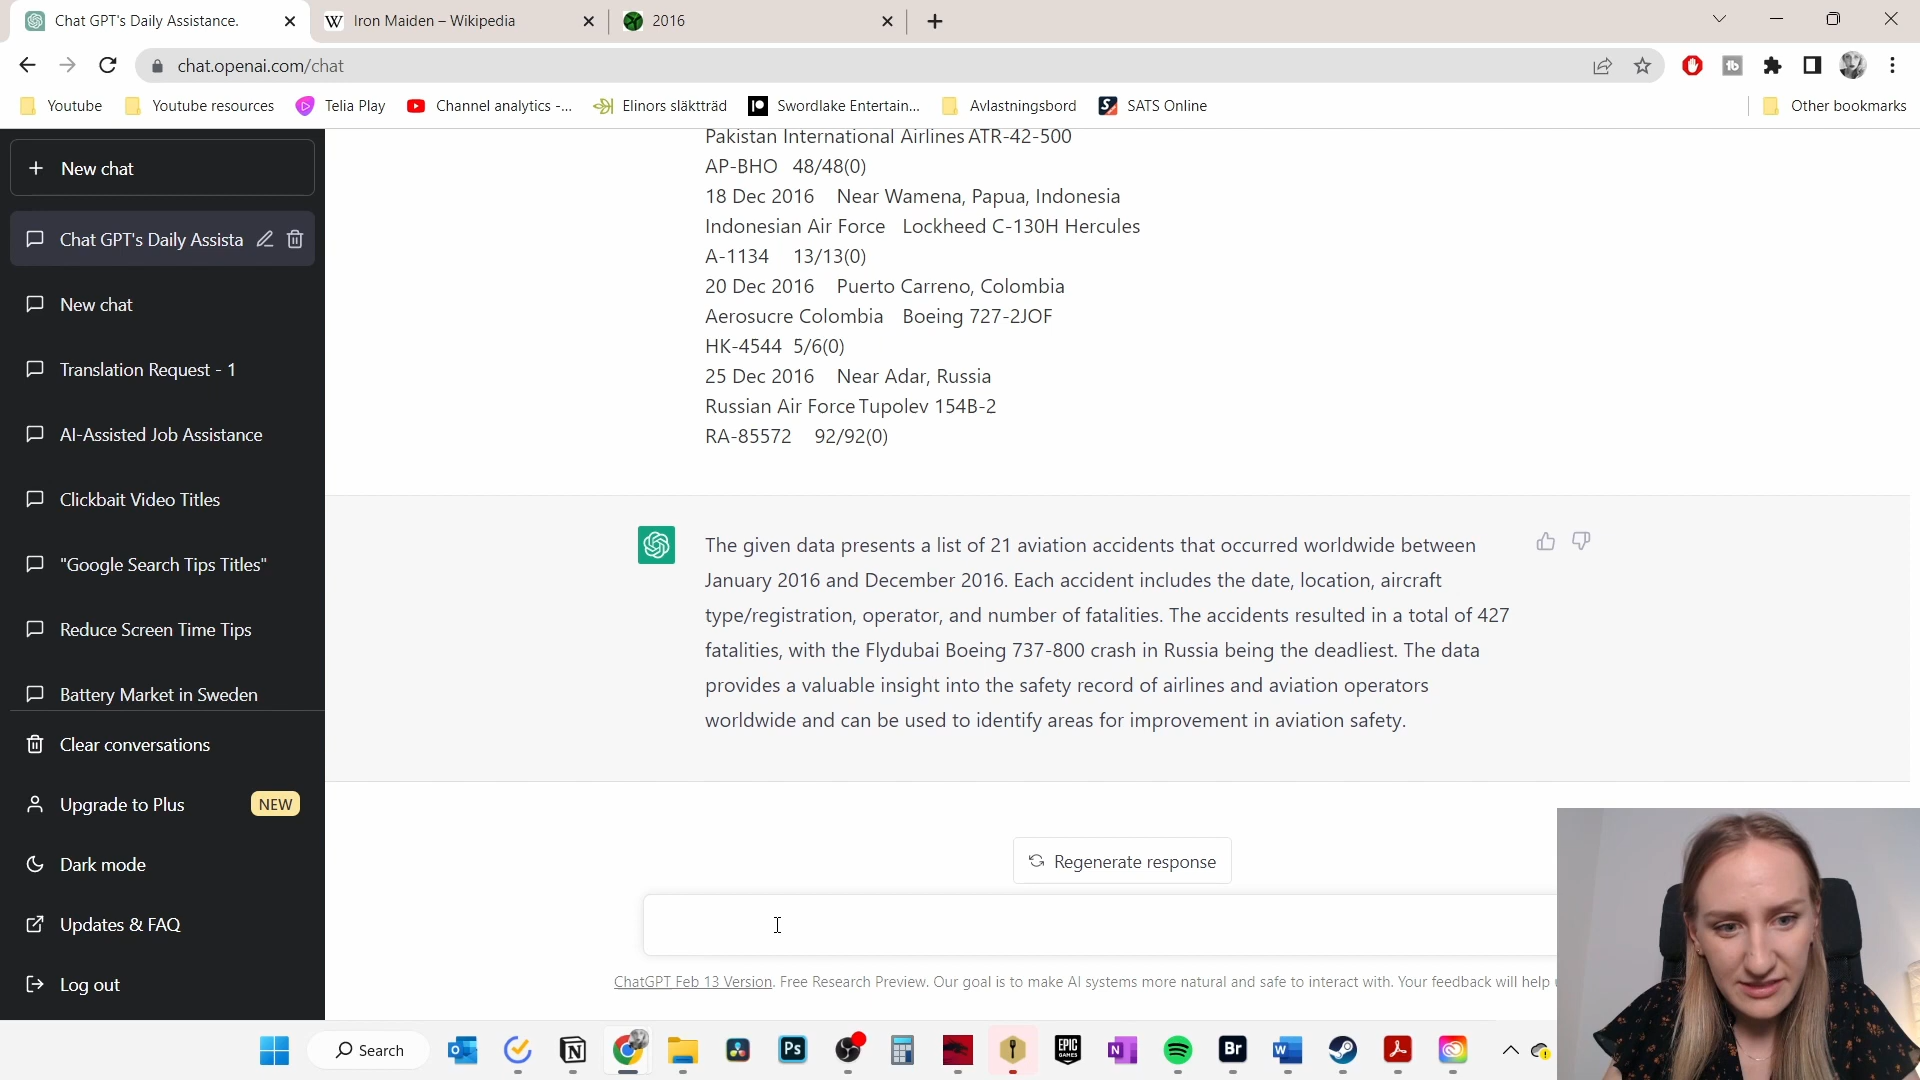 Chat GPT's Daily Assistance.
W Iron Maiden – Wikipedia
2016
chat.openai.com/chat
Youtube
Youtube resources
Telia Play
Channel analytics -...
Elinors släktträd
Swordlake Entertain...
Avlastningsbord
SATS Online
Other bookmarks
New chat
Chat GPT's Daily Assista
New chat
Translation Request - 1
AI-Assisted Job Assistance
Clickbait Video Titles
"Google Search Tips Titles"
Reduce Screen Time Tips
Battery Market in Sweden
Clear conversations
Upgrade to Plus NEW
Dark mode
Updates & FAQ
Log out
Pakistan International Airlines ATR-42-500
AP-BHO 48/48(0)
18 Dec 2016 Near Wamena, Papua, Indonesia
Indonesian Air Force Lockheed C-130H Hercules
A-1134 13/13(0)
20 Dec 2016 Puerto Carreno, Colombia
Aerosucre Colombia Boeing 727-2JOF
HK-4544 5/6(0)
25 Dec 2016 Near Adar, Russia
Russian Air Force Tupolev 154B-2
RA-85572 92/92(0)
The given data presents a list of 21 aviation accidents that occurred worldwide between
January 2016 and December 2016. Each accident includes the date, location, aircraft
type/registration, operator, and number of fatalities. The accidents resulted in a total of 427
fatalities, with the Flydubai Boeing 737-800 crash in Russia being the deadliest. The data
provides a valuable insight into the safety record of airlines and aviation operators
worldwide and can be used to identify areas for improvement in aviation safety.
Regenerate response
ChatGPT Feb 13 Version. Free Research Preview. Our goal is to make AI systems more natural and safe to interact with. Your feedback will help
Search
Ps
EPIC
GAMES
N
Br
W